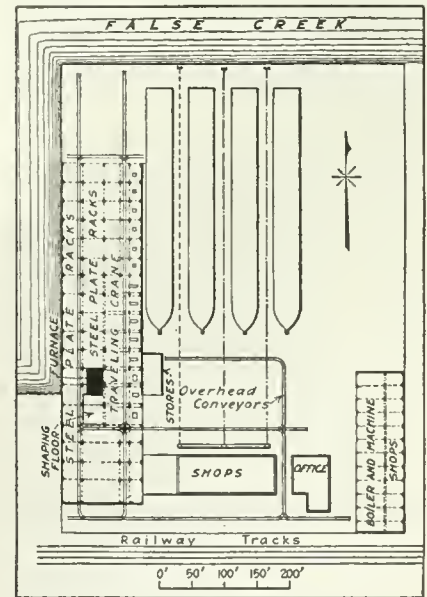 FALSE CREEK
STEEL PLATE RACKS
STEEL PLATE RACKS
TRAVELING CRANE
FURNACE
SHAPING
FLOOR
STORES
Overhead
Conveyors
SHOPS
OFFICE
BOILER AND MACHINE
SHOPS
Railway Tracks
0' 50' 100' 150' 200'